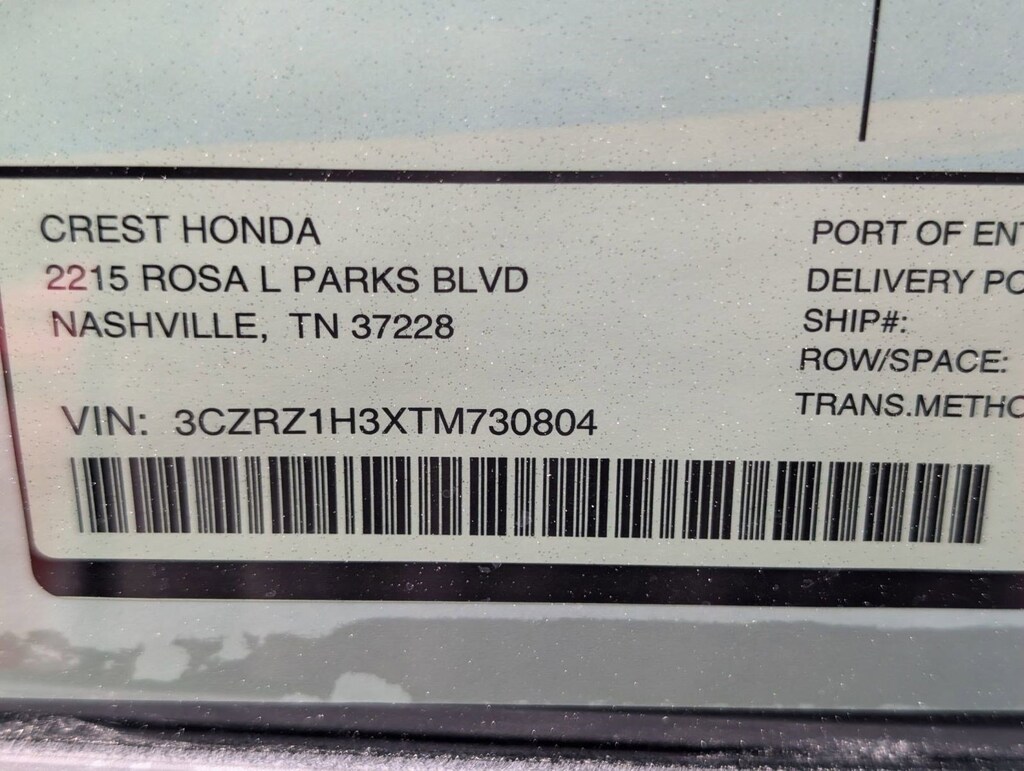 CREST HONDA
2215 ROSA L PARKS BLVD
NASHVILLE, TN 37228
VIN: 3CZRZ1H3XTM730804
PORT OF ENT
DELIVERY PO
SHIP#:
ROW/SPACE:
TRANS.METHO